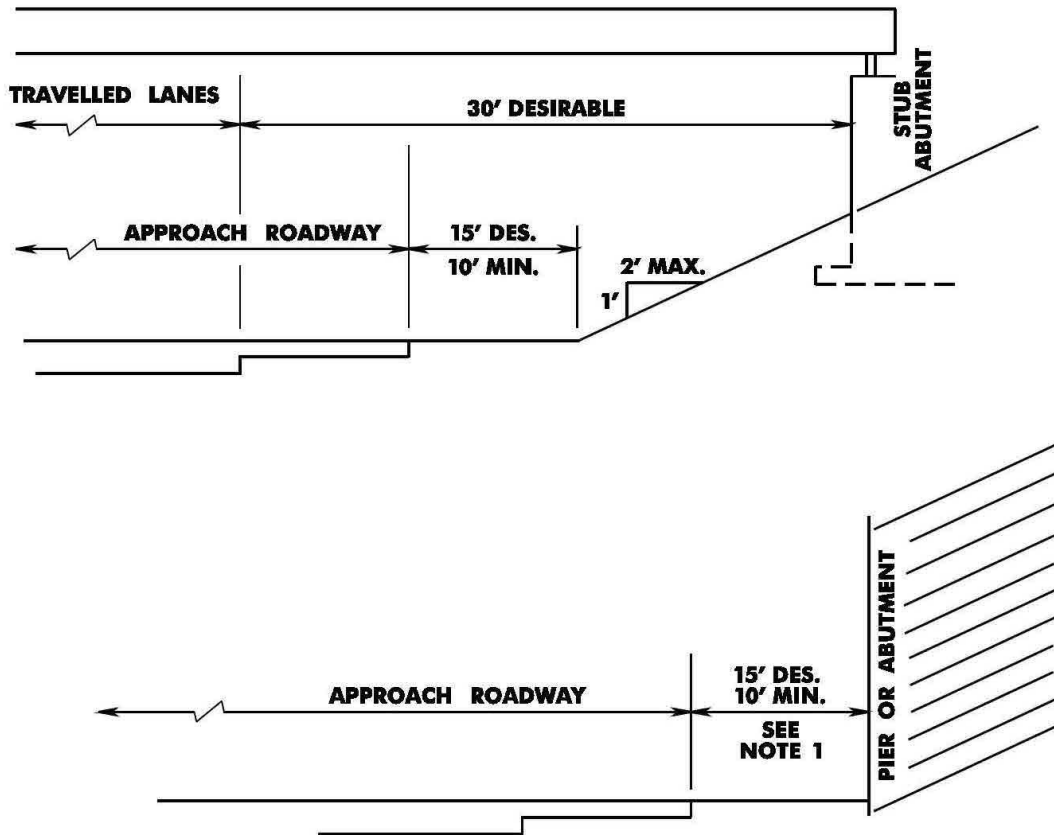 TRAVELLED LANES
30' DESIRABLE
STUB
ABUTMENT
APPROACH ROADWAY
15' DES.
10' MIN.
2' MAX.
1'
APPROACH ROADWAY
15' DES.
10' MIN.
SEE
NOTE 1
PIER OR ABUTMENT